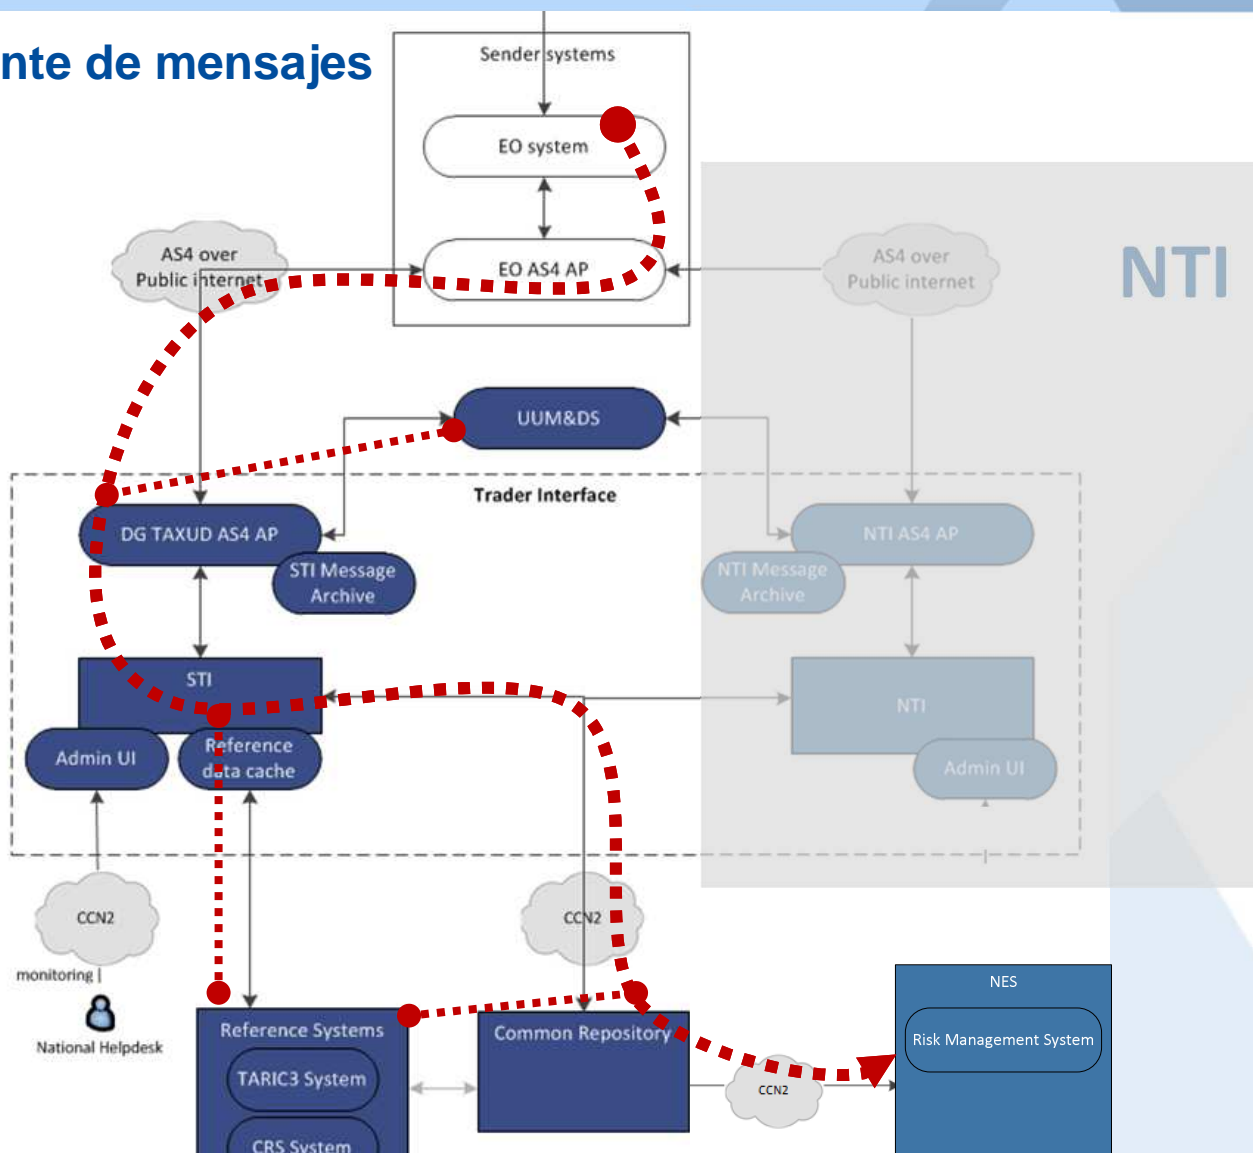 nte de mensajes
Sender systems
EO system
AS4 over
Public internet
EO AS4 AP
AS4 over
Public internet
NTI
UUM&DS
Trader Interface
DG TAXUD AS4 AP
STI Message
Archive
NTI AS4 AP
NTI Message
Archive
STI
NTI
Admin UI
Reference
data cache
Admin UI
CCN2
CCN2
monitoring
National Helpdesk
Reference Systems
TARIC3 System
CRS System
Common Repository
CCN2
NES
Risk Management System